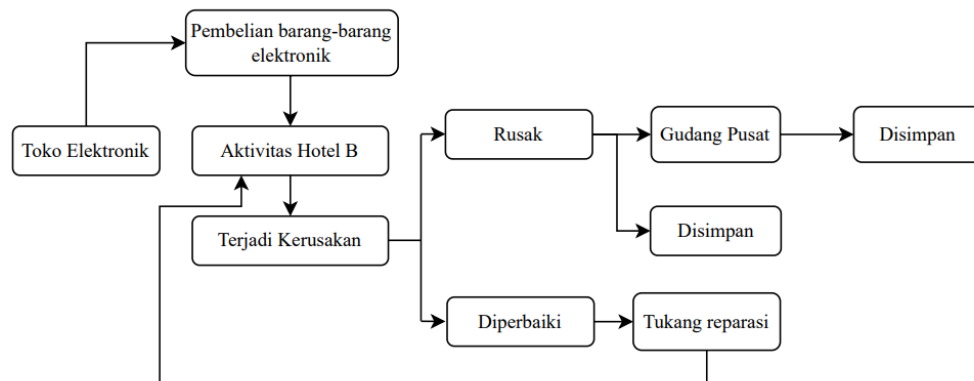 Pembelian barang-barang
elektronik
Toko Elektronik
Aktivitas Hotel B
Rusak
Gudang Pusat
Disimpan
Terjadi Kerusakan
Disimpan
Diperbaiki
Tukang reparasi